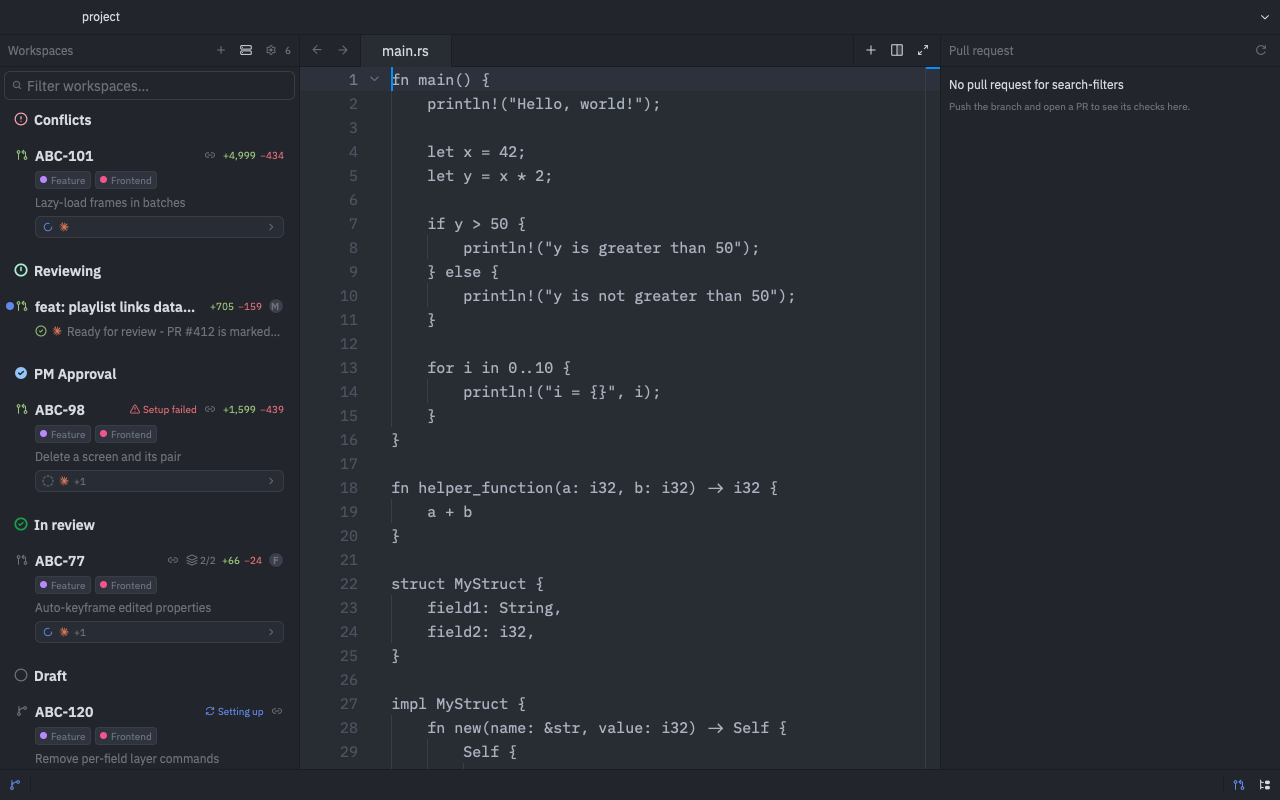 project
Workspaces
6
Filter workspaces...
Conflicts
ABC-101 +4,999 −434
Feature Frontend
Lazy-load frames in batches
Reviewing
feat: playlist links data... +705 −159 M
Ready for review - PR #412 is marked...
PM Approval
ABC-98 Setup failed +1,599 −439
Feature Frontend
Delete a screen and its pair
+1
In review
ABC-77 2/2 +66 −24 F
Feature Frontend
Auto-keyframe edited properties
+1
Draft
ABC-120 Setting up
Feature Frontend
Remove per-field layer commands
main.rs
1 fn main() {
2 println!("Hello, world!");
3
4 let x = 42;
5 let y = x * 2;
6
7 if y > 50 {
8 println!("y is greater than 50");
9 } else {
10 println!("y is not greater than 50");
11 }
12
13 for i in 0..10 {
14 println!("i = {}", i);
15 }
16 }
17
18 fn helper_function(a: i32, b: i32) -> i32 {
19 a + b
20 }
21
22 struct MyStruct {
23 field1: String,
24 field2: i32,
25 }
26
27 impl MyStruct {
28 fn new(name: &str, value: i32) -> Self {
29 Self {
Pull request
No pull request for search-filters
Push the branch and open a PR to see its checks here.